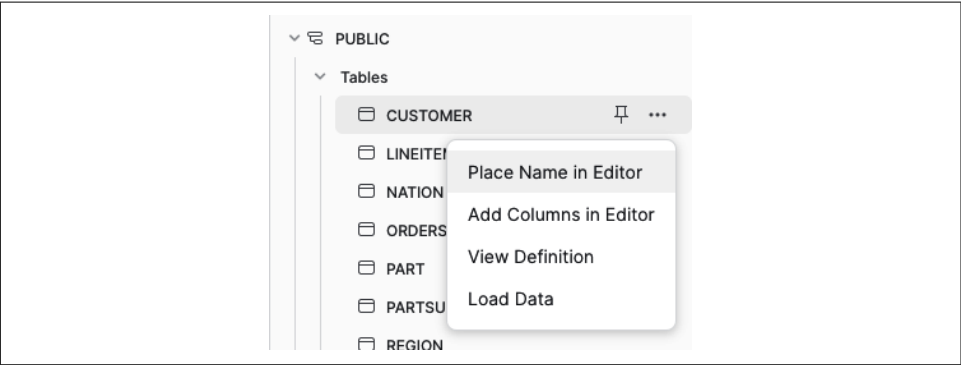 PUBLIC
Tables
CUSTOMER
LINEITE
Place Name in Editor
NATION
Add Columns in Editor
ORDERS
View Definition
PART
Load Data
PARTSU
REGION